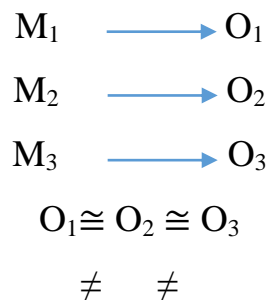 M₁ → O₁
M₂ → O₂
M₃ → O₃
O₁≊ O₂ ≊ O₃
≠ ≠